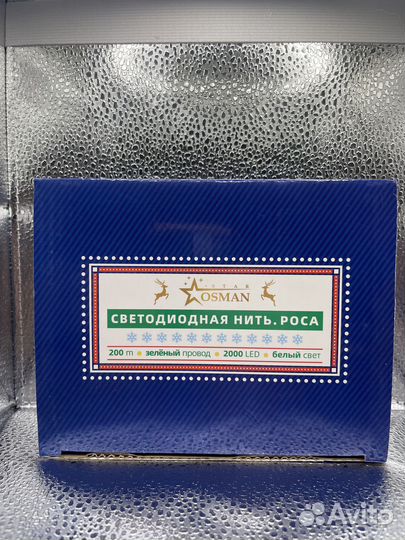 STAR
OSMAN
СВЕТОДИОДНАЯ НИТЬ. РОСА
200 m зелёный провод 2000 LED белый свет
Avito